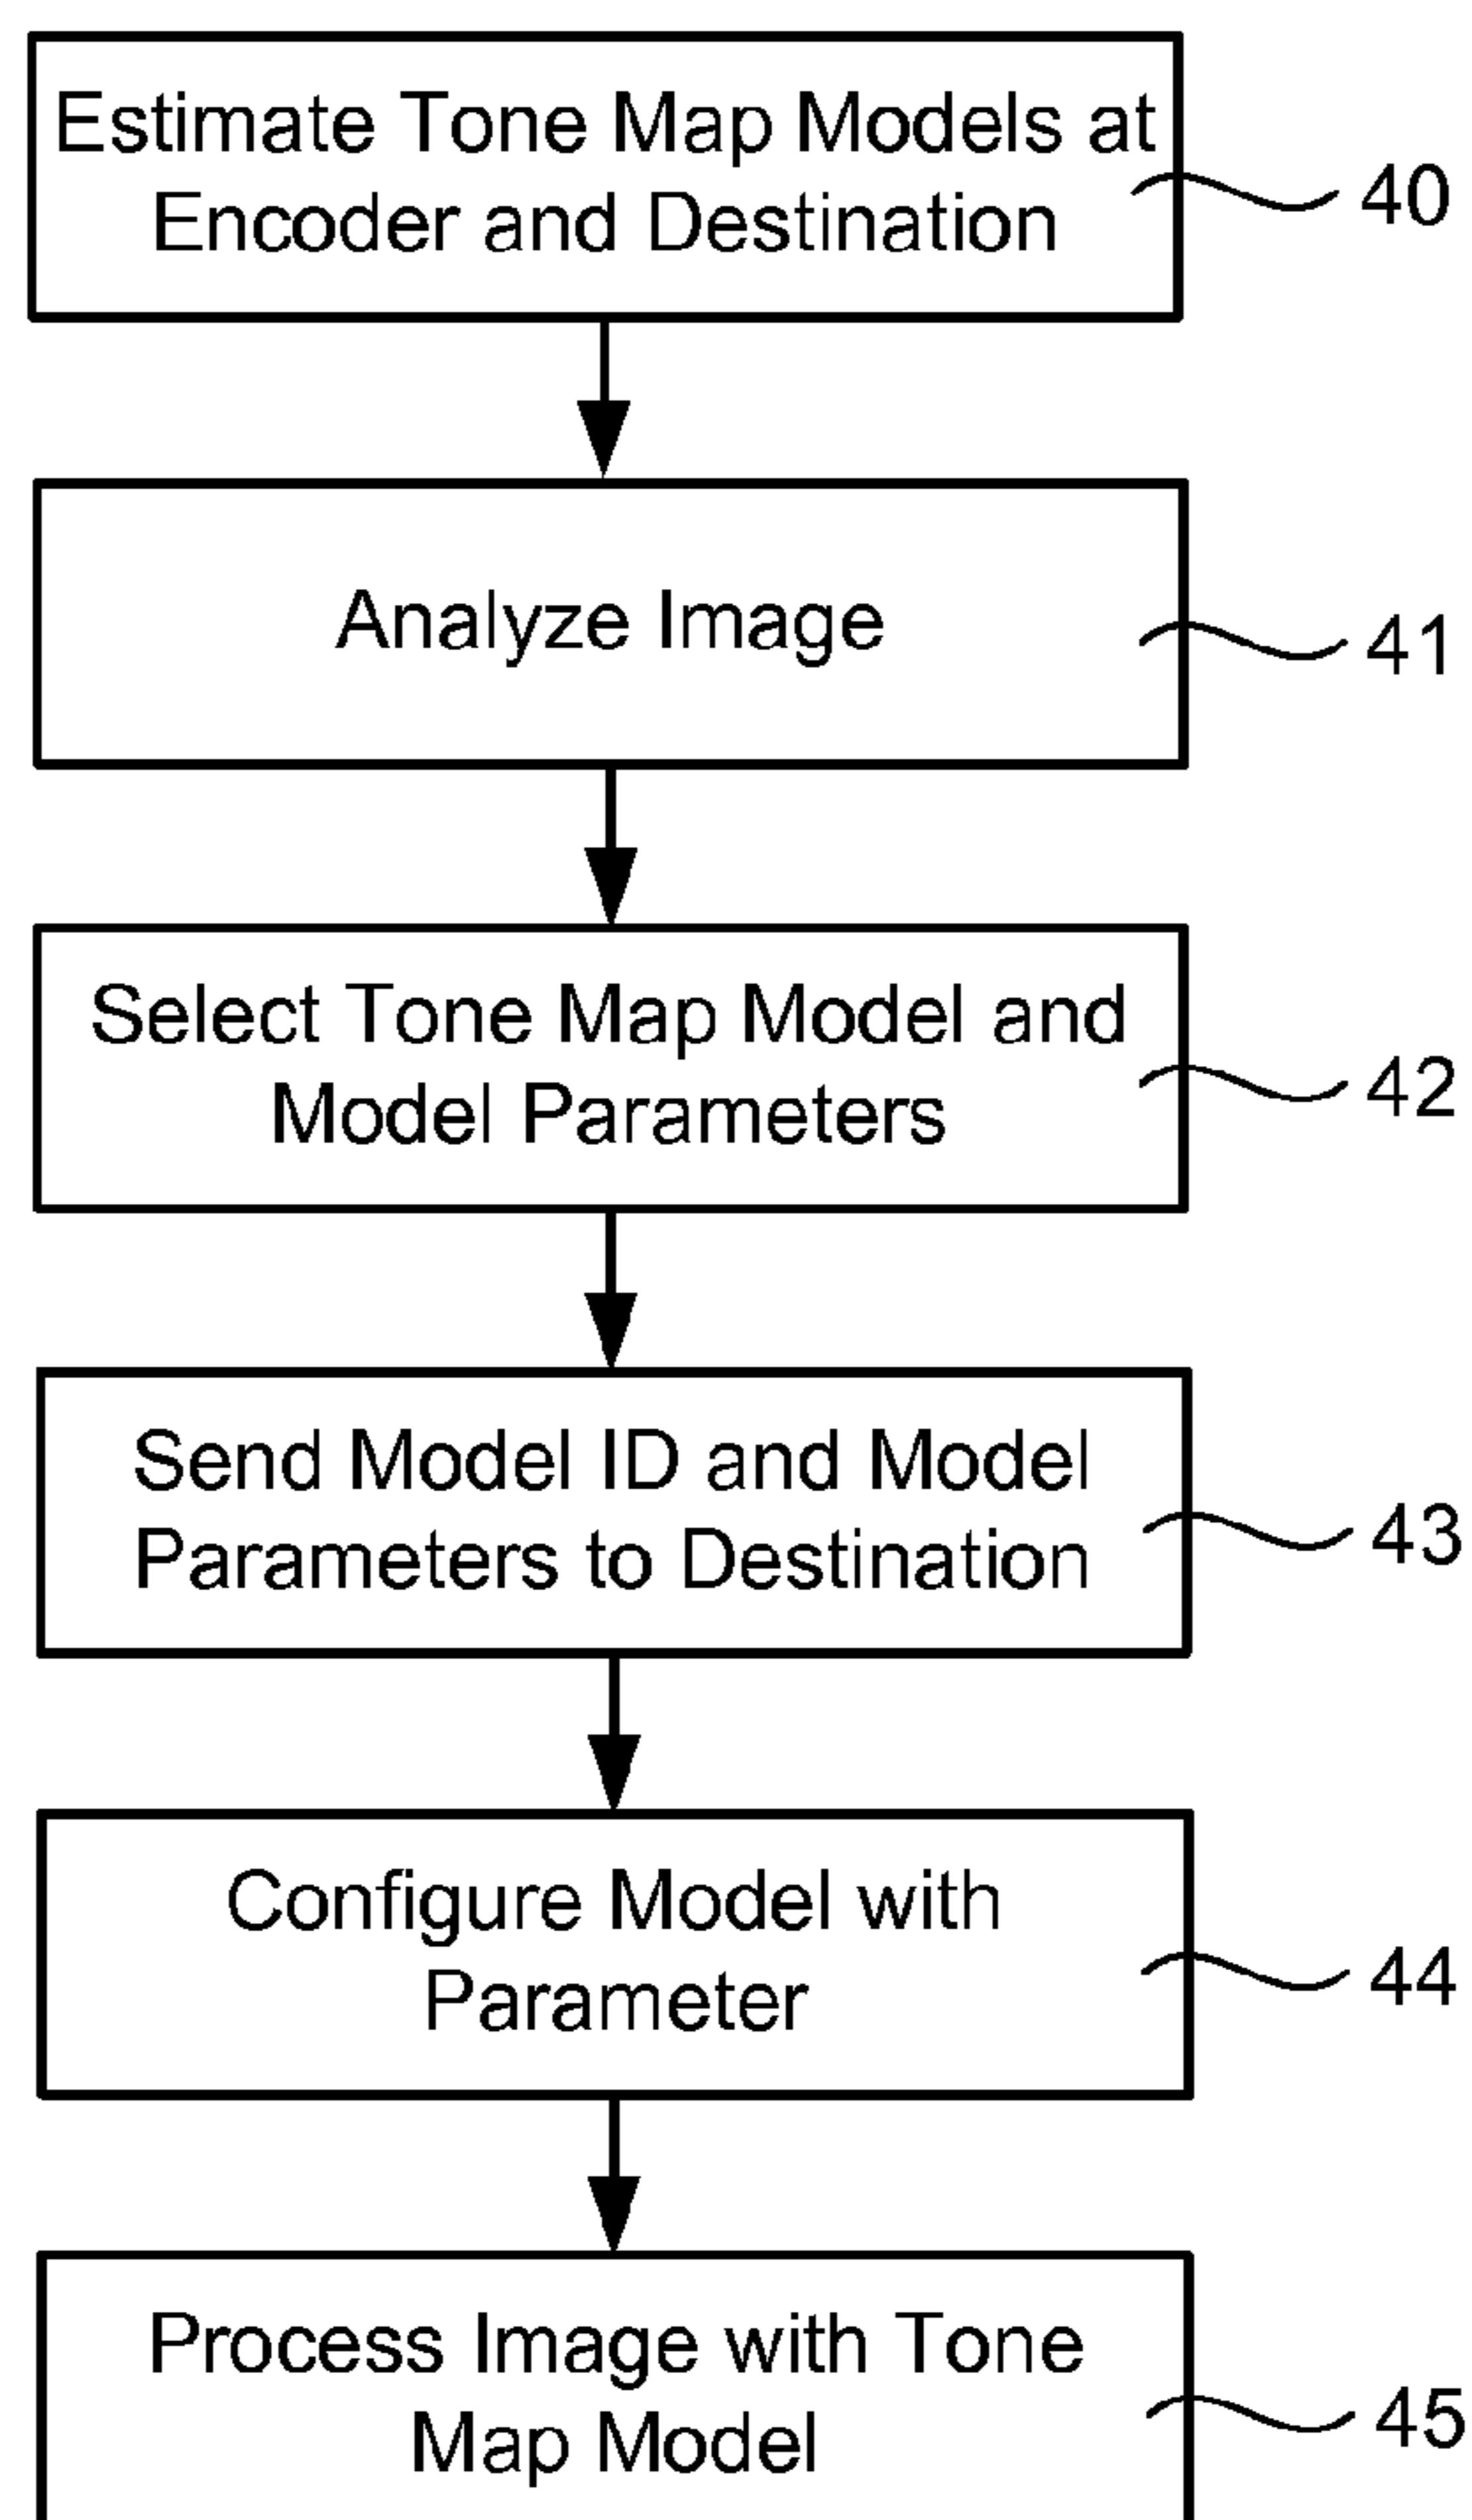 Estimate Tone Map Models at
Encoder and Destination
40
Analyze Image
41
Select Tone Map Model and
Model Parameters
42
Send Model ID and Model
Parameters to Destination
43
Configure Model with
Parameter
44
Process Image with Tone
Map Model
45